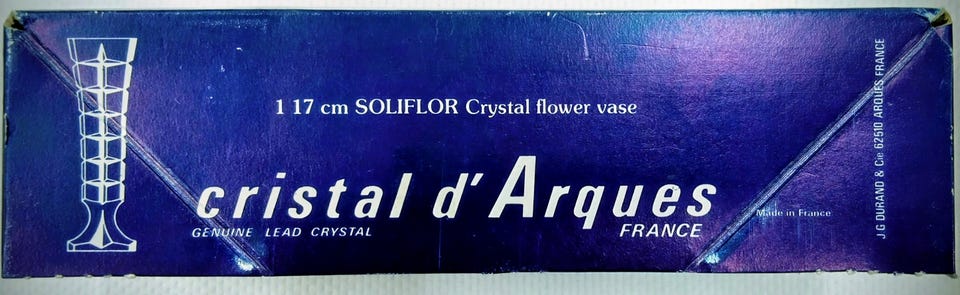 1 17 cm SOLIFLOR Crystal flower vase
cristal d'Arques
GENUINE LEAD CRYSTAL
FRANCE
Made in France
J.G DURAND & Cie 62510 ARQUES FRANCE